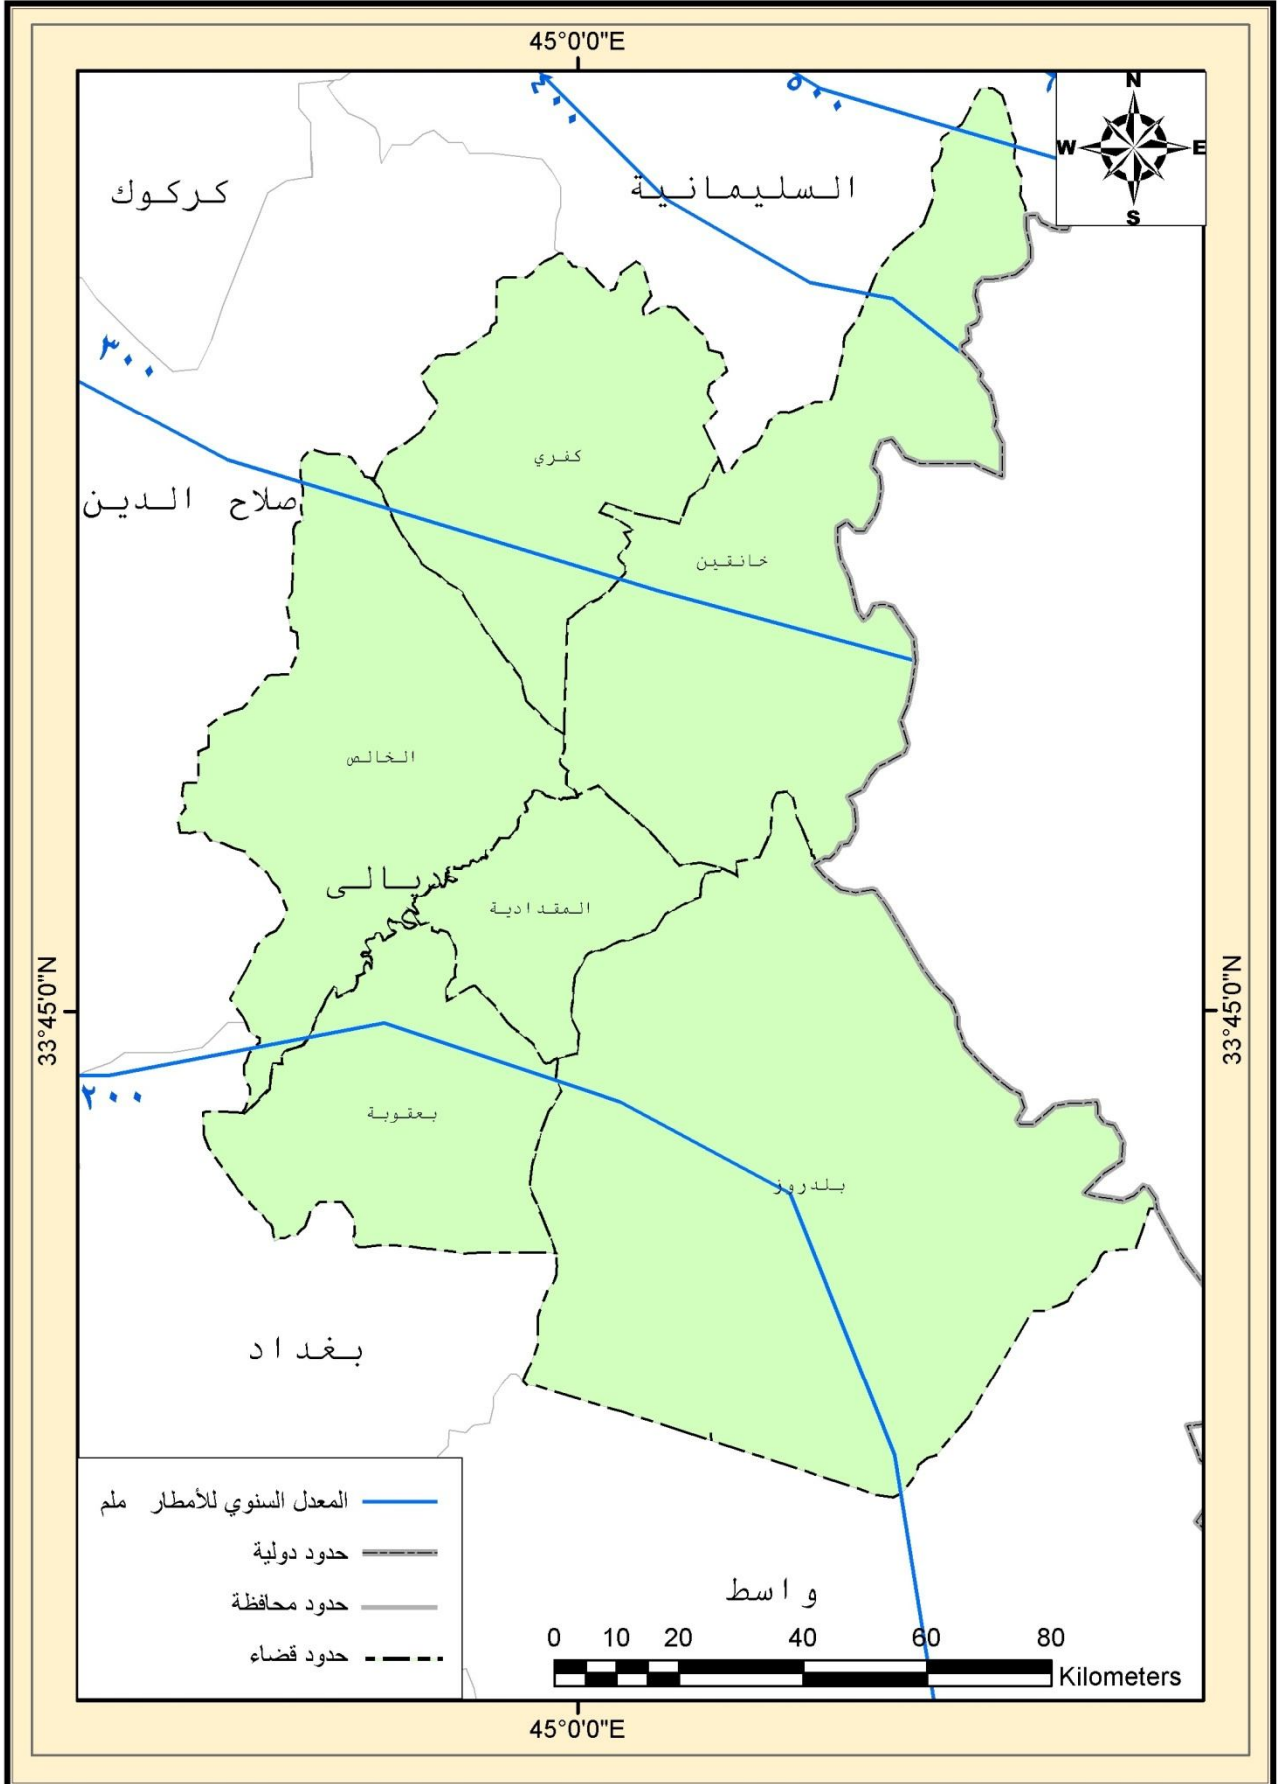 45°0'0"E
٤٠٠
٥٠٠
٦
N
W
E
S
السليمانية
كركوك
٣٠٠
كفري
صلاح الدين
خانقين
الخالص
ديالى
المقدادية
33°45'0"N
33°45'0"N
٢٠٠
بعقوبة
بلدروز
بغداد
المعدل السنوي للأمطار ملم
حدود دولية
حدود محافظة
حدود قضاء
واسط
0 10 20 40 60 80
Kilometers
45°0'0"E